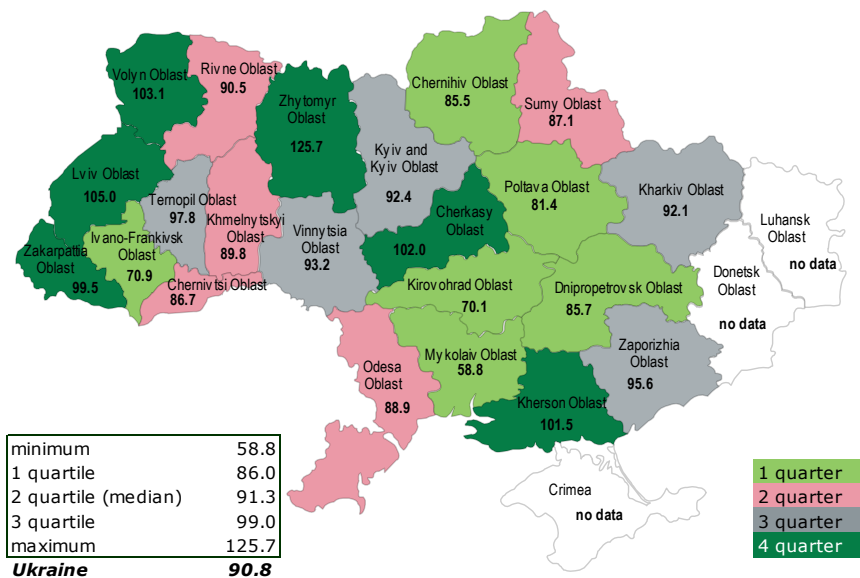 Volyn Oblast
103.1
Rivne Oblast
90.5
Zhytomyr
Oblast
125.7
Chernihiv Oblast
85.5
Sumy Oblast
87.1
Kyiv and
Kyiv Oblast
92.4
Lviv Oblast
105.0
Ternopil Oblast
97.8
Khmelnytskyi
Oblast
89.8
Vinnytsia
Oblast
93.2
Cherkasy
Oblast
102.0
Poltava Oblast
81.4
Kharkiv Oblast
92.1
Luhansk
Oblast
no data
Zakarpattia
Oblast
99.5
Ivano-Frankivsk
Oblast
70.9
Chernivtsi Oblast
86.7
Kirovohrad Oblast
70.1
Dnipropetrovsk Oblast
85.7
Donetsk
Oblast
no data
Odesa
Oblast
88.9
Mykolaiv Oblast
58.8
Zaporizhia
Oblast
95.6
Kherson Oblast
101.5
Crimea
no data
minimum 58.8
1 quartile 86.0
2 quartile (median) 91.3
3 quartile 99.0
maximum 125.7
Ukraine 90.8
1 quarter
2 quarter
3 quarter
4 quarter